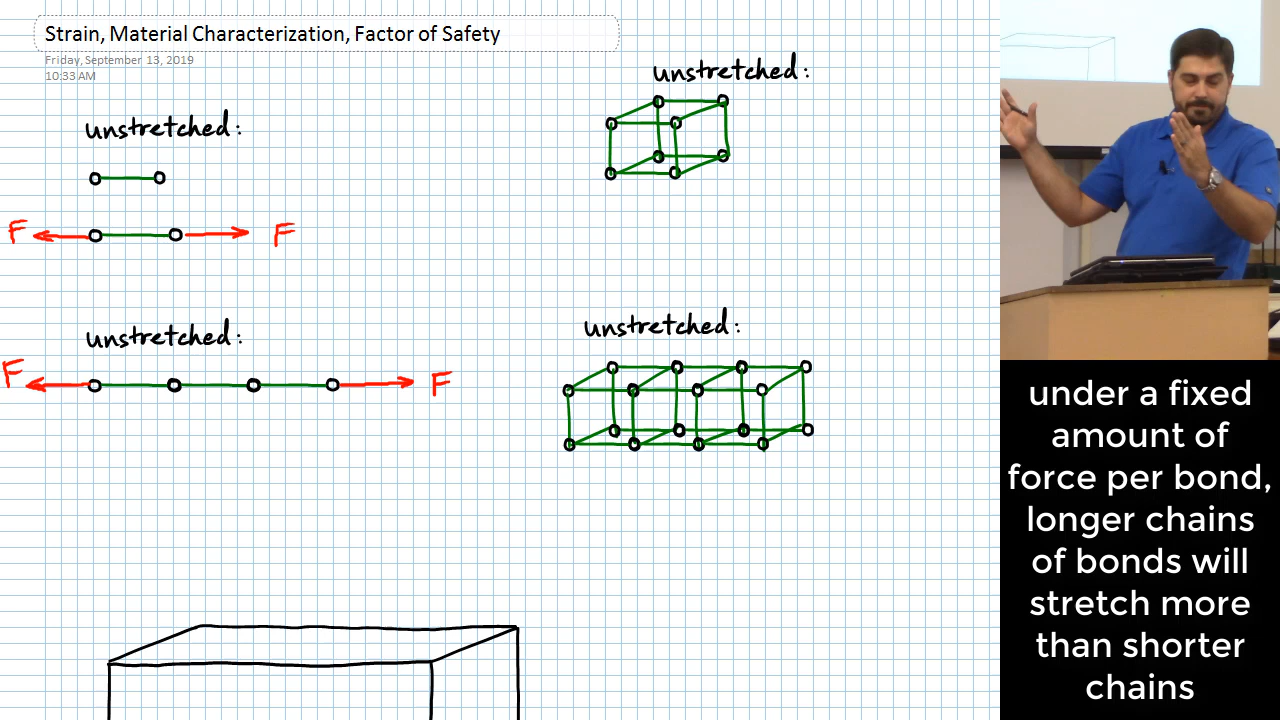 Strain, Material Characterization, Factor of Safety
Friday, September 13, 2019
10:33 AM
unstretched:
unstretched:
F F
unstretched:
unstretched:
F F
under a fixed
amount of
force per bond,
longer chains
of bonds will
stretch more
than shorter
chains